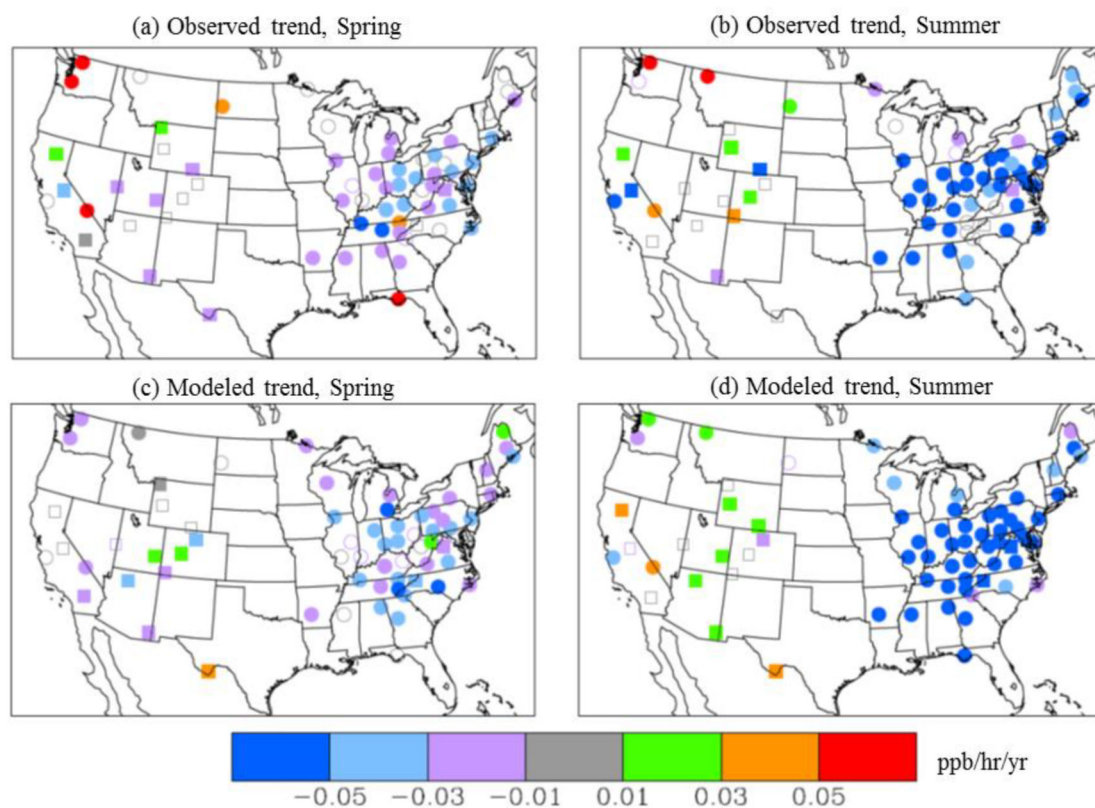 (a) Observed trend, Spring
(b) Observed trend, Summer
(c) Modeled trend, Spring
(d) Modeled trend, Summer
ppb/hr/yr
−0.05 −0.03 −0.01 0.01 0.03 0.05